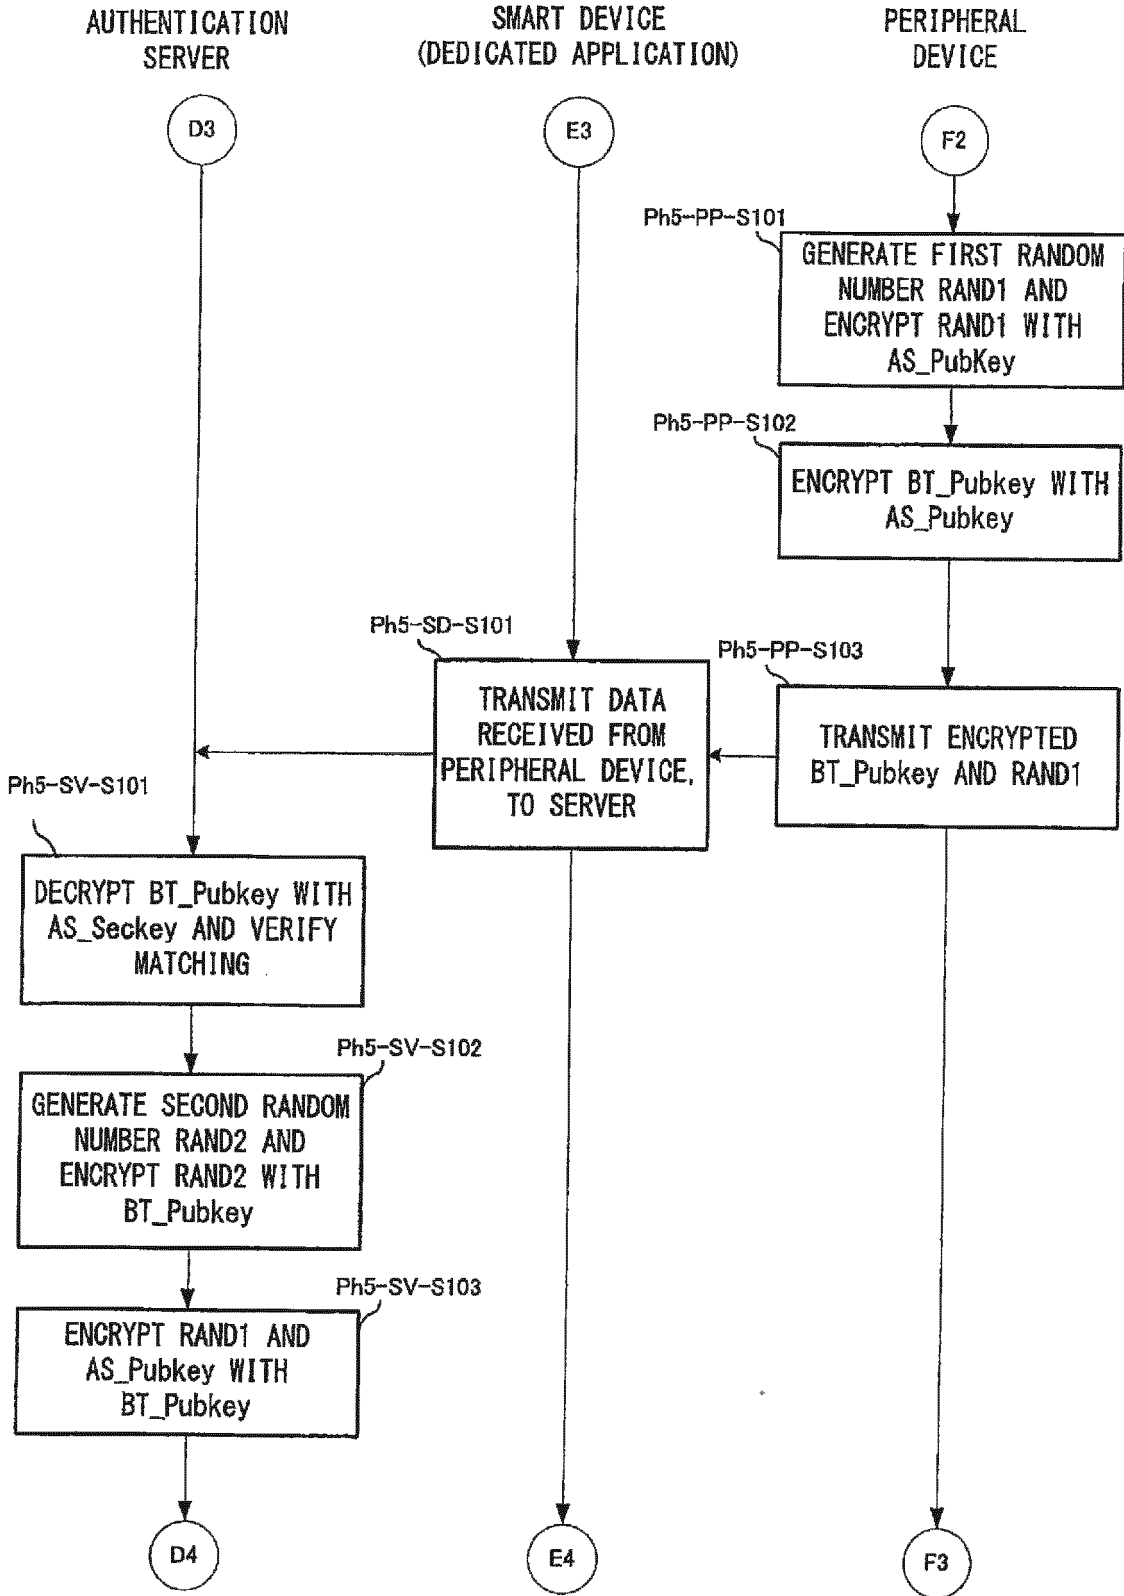 AUTHENTICATION
SERVER
SMART DEVICE
(DEDICATED APPLICATION)
PERIPHERAL
DEVICE
D3
E3
F2
Ph5-PP-S101
GENERATE FIRST RANDOM
NUMBER RAND1 AND
ENCRYPT RAND1 WITH
AS_PubKey
Ph5-PP-S102
ENCRYPT BT_Pubkey WITH
AS_Pubkey
Ph5-SD-S101
TRANSMIT DATA
RECEIVED FROM
PERIPHERAL DEVICE,
TO SERVER
Ph5-PP-S103
TRANSMIT ENCRYPTED
BT_Pubkey AND RAND1
Ph5-SV-S101
DECRYPT BT_Pubkey WITH
AS_Seckey AND VERIFY
MATCHING
Ph5-SV-S102
GENERATE SECOND RANDOM
NUMBER RAND2 AND
ENCRYPT RAND2 WITH
BT_Pubkey
Ph5-SV-S103
ENCRYPT RAND1 AND
AS_Pubkey WITH
BT_Pubkey
D4
E4
F3